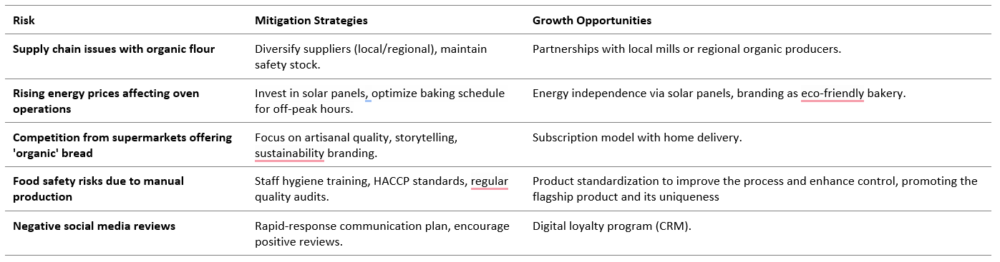 Risk Mitigation Strategies Growth Opportunities
Supply chain issues with organic flour Diversify suppliers (local/regional), maintain Partnerships with local mills or regional organic producers.
safety stock.
Rising energy prices affecting oven Invest in solar panels, optimize baking schedule Energy independence via solar panels, branding as eco-friendly bakery.
operations for off-peak hours.
Competition from supermarkets offering Focus on artisanal quality, storytelling, Subscription model with home delivery.
'organic' bread sustainability branding.
Food safety risks due to manual Staff hygiene training, HACCP standards, regular Product standardization to improve the process and enhance control, promoting the
production quality audits. flagship product and its uniqueness
Negative social media reviews Rapid-response communication plan, encourage Digital loyalty program (CRM).
positive reviews.